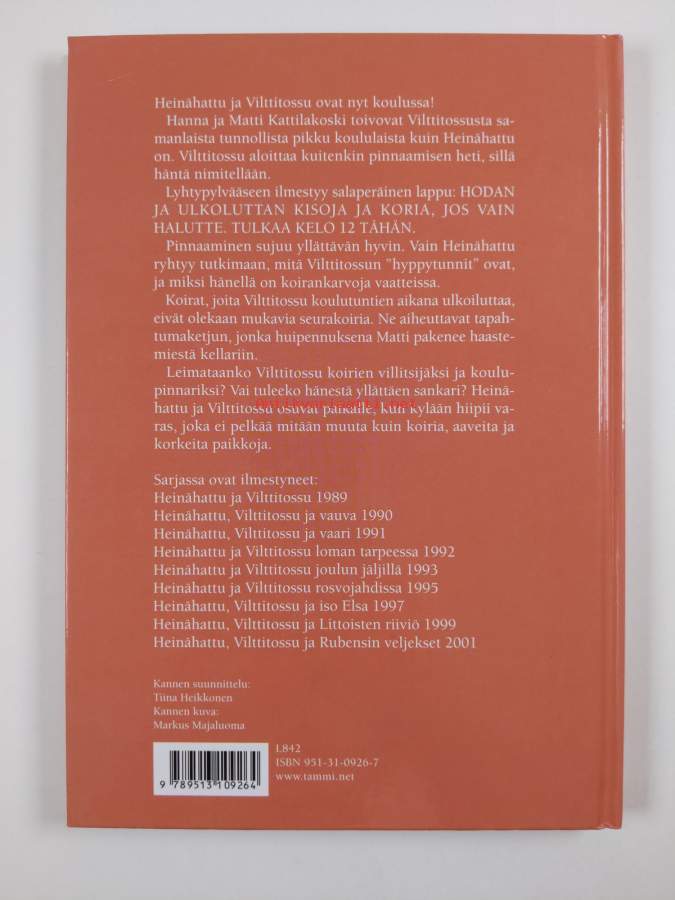 Heinähattu ja Vilttitossu ovat nyt koulussa!
Hanna ja Matti Kattilakoski toivovat Vilttitossusta sa-
manlaista tunnollista pikku koululaista kuin Heinähattu
on. Vilttitossu aloittaa kuitenkin pinnaamisen heti, sillä
häntä nimitellään.
Lyhtypylvääseen ilmestyy salaperäinen lappu: HODAN
JA ULKOLUTTAN KISOJA JA KORIA, JOS VAIN
HALUTTE. TULKAA KELO 12 TÄHÄN.
Pinnaaminen sujuu yllättävän hyvin. Vain Heinähattu
ryhtyy tutkimaan, mitä Vilttitossun "hyppytunnit" ovat,
ja miksi hänellä on koirankarvoja vaatteissa.
Koirat, joita Vilttitossu koulutuntien aikana ulkoiluttaa,
eivät olekaan mukavia seurakoiria. Ne aiheuttavat tapah-
tumaketjun, jonka huipennuksena Matti pakenee haaste-
miestä kellariin.
Leimataanko Vilttitossu koirien villitsijäksi ja koulu-
pinnariksi? Vai tuleeko hänestä yllättäen sankari? Heinä-
hattu ja Vilttitossu osuvat paikalle, kun kylään hiipii va-
ras, joka ei pelkää mitään muuta kuin koiria, aaveita ja
korkeita paikkoja.
Sarjassa ovat ilmestyneet:
Heinähattu ja Vilttitossu 1989
Heinähattu, Vilttitossu ja vauva 1990
Heinähattu, Vilttitossu ja vaari 1991
Heinähattu ja Vilttitossu loman tarpeessa 1992
Heinähattu ja Vilttitossu joulun jäljillä 1993
Heinähattu ja Vilttitossu rosvojahdissa 1995
Heinähattu, Vilttitossu ja iso Elsa 1997
Heinähattu, Vilttitossu ja Littoisten riiviö 1999
Heinähattu, Vilttitossu ja Rubensin veljekset 2001
Kannen suunnittelu:
Tiina Heikkonen
Kannen kuva:
Markus Majaluoma
L842
ISBN 951-31-0926-7
www.tammi.net
9 789513 109264